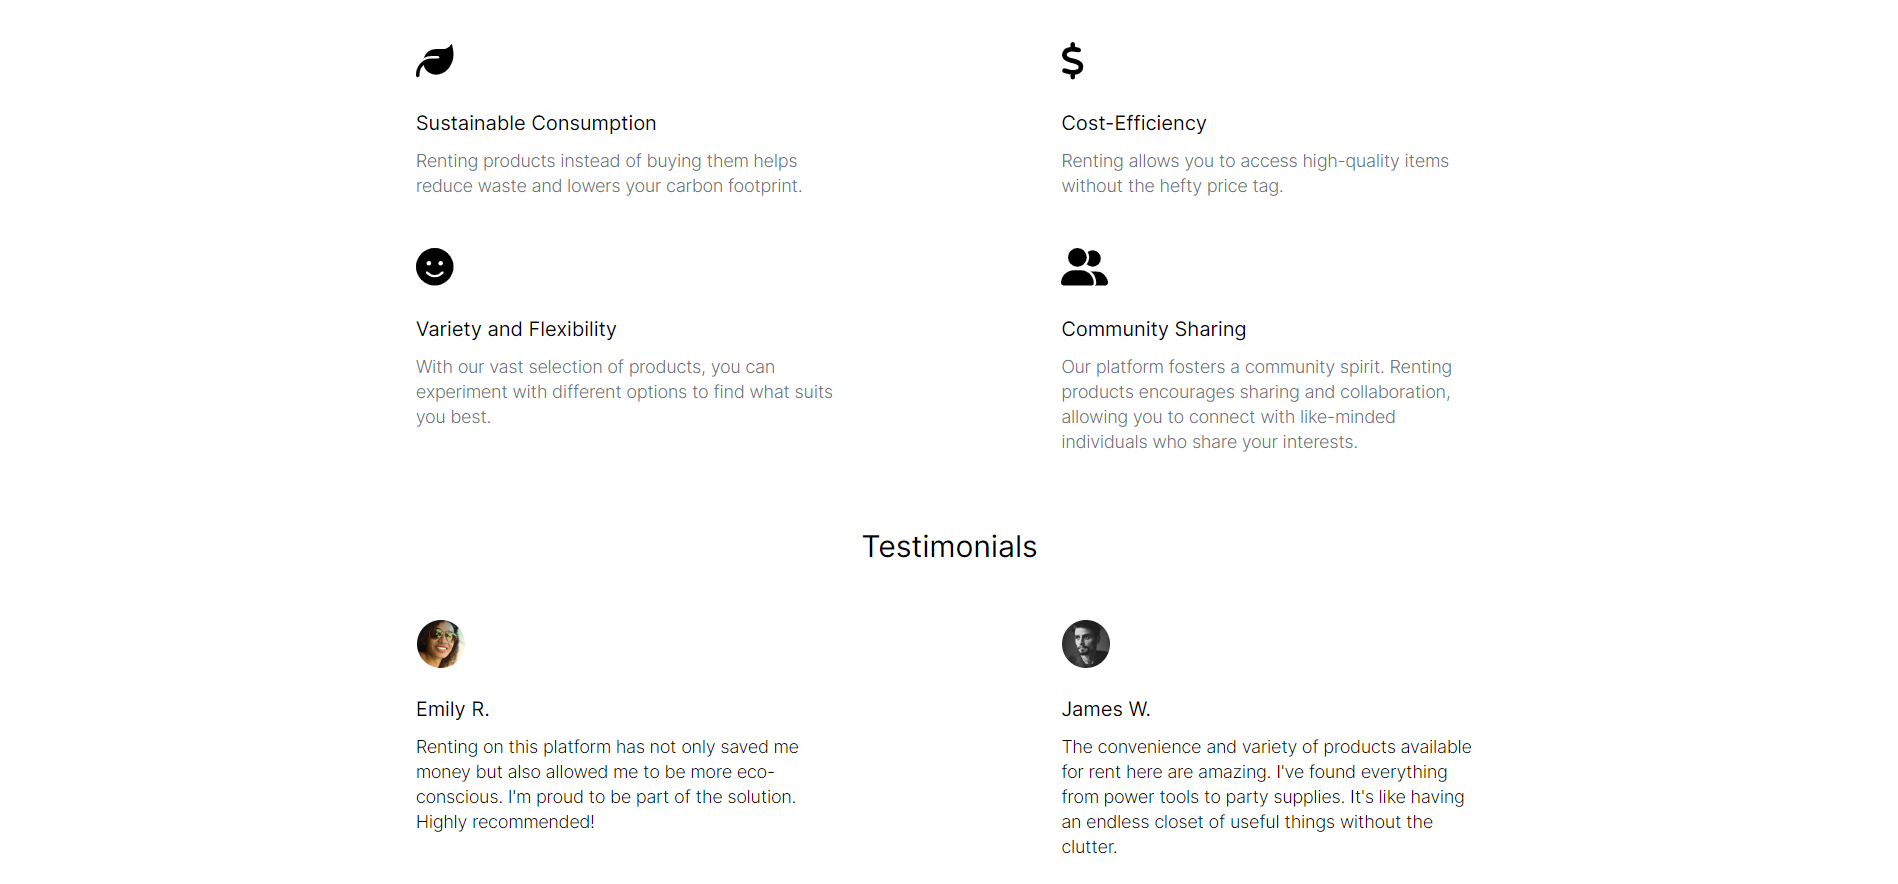 Sustainable Consumption
Renting products instead of buying them helps
reduce waste and lowers your carbon footprint.
Cost-Efficiency
Renting allows you to access high-quality items
without the hefty price tag.
Variety and Flexibility
With our vast selection of products, you can
experiment with different options to find what suits
you best.
Community Sharing
Our platform fosters a community spirit. Renting
products encourages sharing and collaboration,
allowing you to connect with like-minded
individuals who share your interests.
Testimonials
Emily R.
Renting on this platform has not only saved me
money but also allowed me to be more eco-
conscious. I'm proud to be part of the solution.
Highly recommended!
James W.
The convenience and variety of products available
for rent here are amazing. I've found everything
from power tools to party supplies. It's like having
an endless closet of useful things without the
clutter.